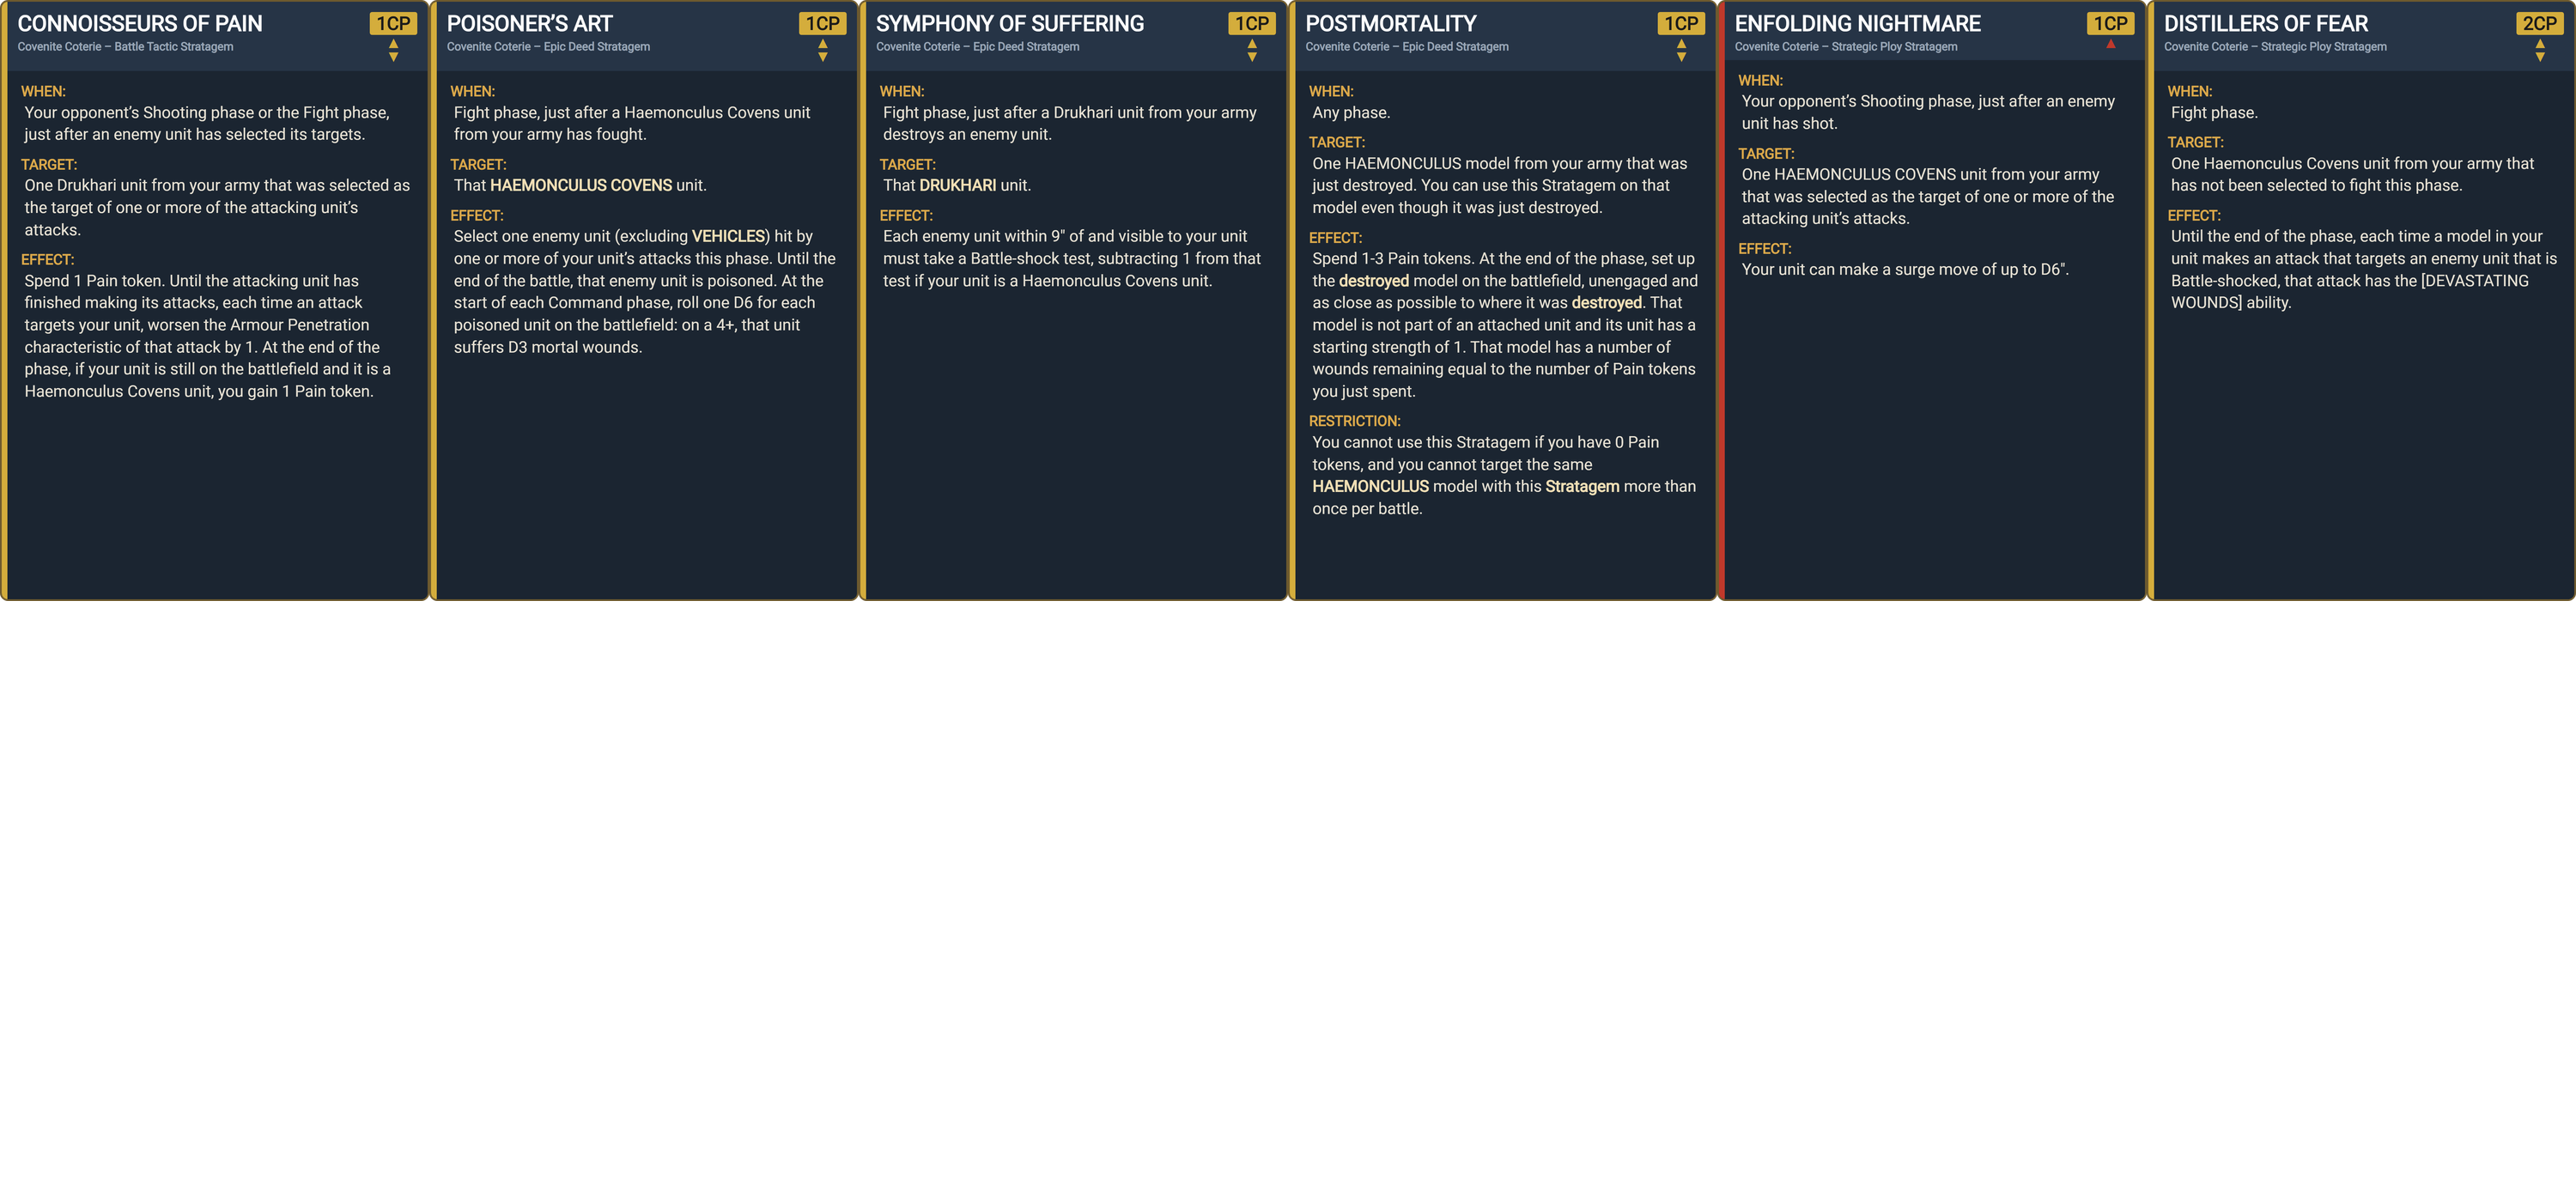 CONNOISSEURS OF PAIN
1CP
Covenite Coterie – Battle Tactic Stratagem
WHEN:
Your opponent’s Shooting phase or the Fight phase,
just after an enemy unit has selected its targets.
TARGET:
One Drukhari unit from your army that was selected as
the target of one or more of the attacking unit’s
attacks.
EFFECT:
Spend 1 Pain token. Until the attacking unit has
finished making its attacks, each time an attack
targets your unit, worsen the Armour Penetration
characteristic of that attack by 1. At the end of the
phase, if your unit is still on the battlefield and it is a
Haemonculus Covens unit, you gain 1 Pain token.
POISONER’S ART
1CP
Covenite Coterie – Epic Deed Stratagem
WHEN:
Fight phase, just after a Haemonculus Covens unit
from your army has fought.
TARGET:
That HAEMONCULUS COVENS unit.
EFFECT:
Select one enemy unit (excluding VEHICLES) hit by
one or more of your unit’s attacks this phase. Until the
end of the battle, that enemy unit is poisoned. At the
start of each Command phase, roll one D6 for each
poisoned unit on the battlefield: on a 4+, that unit
suffers D3 mortal wounds.
SYMPHONY OF SUFFERING
1CP
Covenite Coterie – Epic Deed Stratagem
WHEN:
Fight phase, just after a Drukhari unit from your army
destroys an enemy unit.
TARGET:
That DRUKHARI unit.
EFFECT:
Each enemy unit within 9" of and visible to your unit
must take a Battle-shock test, subtracting 1 from that
test if your unit is a Haemonculus Covens unit.
POSTMORTALITY
1CP
Covenite Coterie – Epic Deed Stratagem
WHEN:
Any phase.
TARGET:
One HAEMONCULUS model from your army that was
just destroyed. You can use this Stratagem on that
model even though it was just destroyed.
EFFECT:
Spend 1-3 Pain tokens. At the end of the phase, set up
the destroyed model on the battlefield, unengaged and
as close as possible to where it was destroyed. That
model is not part of an attached unit and its unit has a
starting strength of 1. That model has a number of
wounds remaining equal to the number of Pain tokens
you just spent.
RESTRICTION:
You cannot use this Stratagem if you have 0 Pain
tokens, and you cannot target the same
HAEMONCULUS model with this Stratagem more than
once per battle.
ENFOLDING NIGHTMARE
1CP
Covenite Coterie – Strategic Ploy Stratagem
WHEN:
Your opponent’s Shooting phase, just after an enemy
unit has shot.
TARGET:
One HAEMONCULUS COVENS unit from your army
that was selected as the target of one or more of the
attacking unit’s attacks.
EFFECT:
Your unit can make a surge move of up to D6".
DISTILLERS OF FEAR
2CP
Covenite Coterie – Strategic Ploy Stratagem
WHEN:
Fight phase.
TARGET:
One Haemonculus Covens unit from your army that
has not been selected to fight this phase.
EFFECT:
Until the end of the phase, each time a model in your
unit makes an attack that targets an enemy unit that is
Battle-shocked, that attack has the [DEVASTATING
WOUNDS] ability.